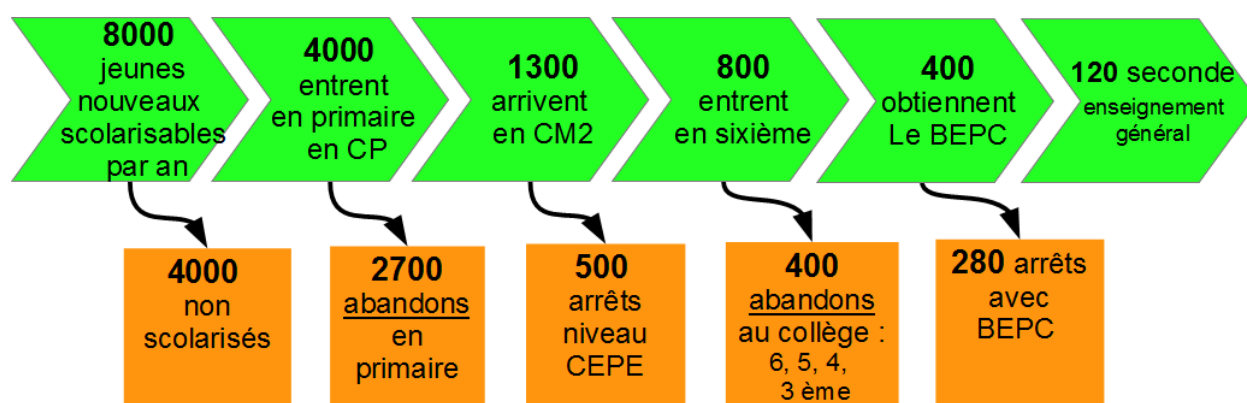 8000
jeunes
nouveaux
scolarisables
par an
4000
entrent
en primaire
en CP
1300
arrivent
en CM2
800
entrent
en sixième
400
obtiennent
Le BEPC
120 seconde
enseignement
général
4000
non
scolarisés
2700
abandons
en
primaire
500
arrêts
niveau
CEPE
400
abandons
au collège :
6, 5, 4,
3 ème
280 arrêts
avec
BEPC